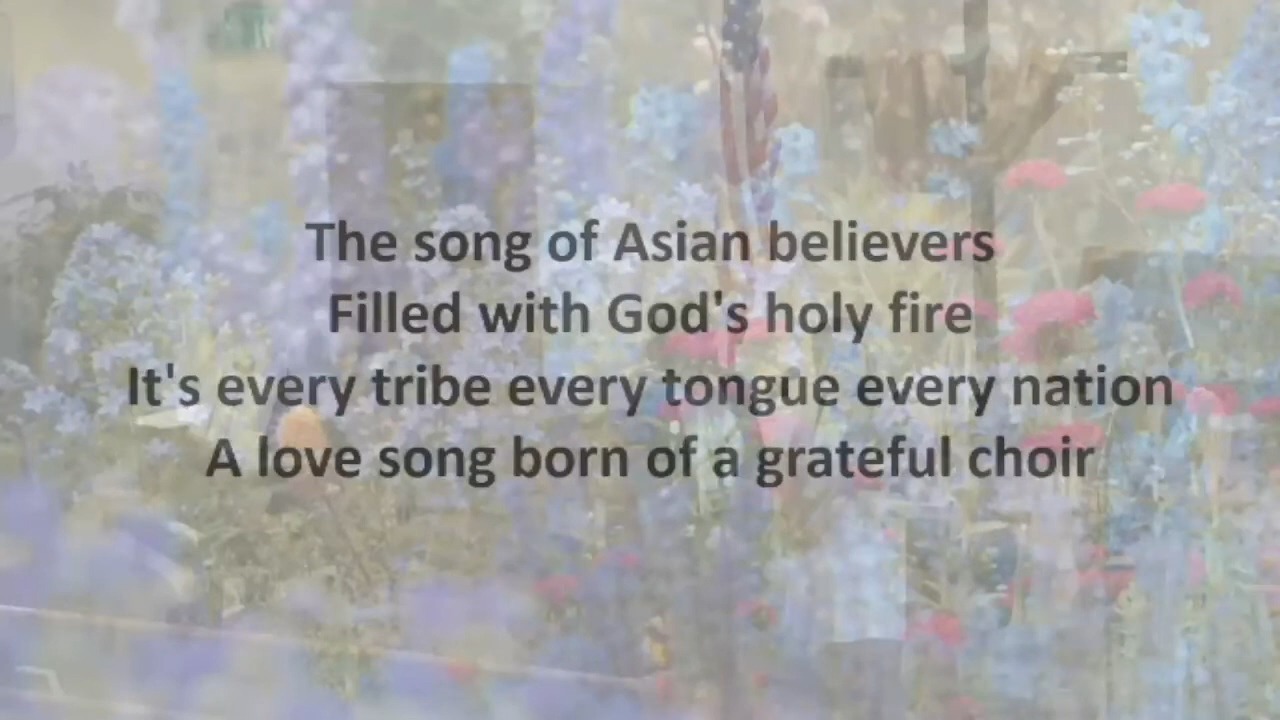 The song of Asian believers
Filled with God's holy fire
It's every tribe every tongue every nation
A love song born of a grateful choir